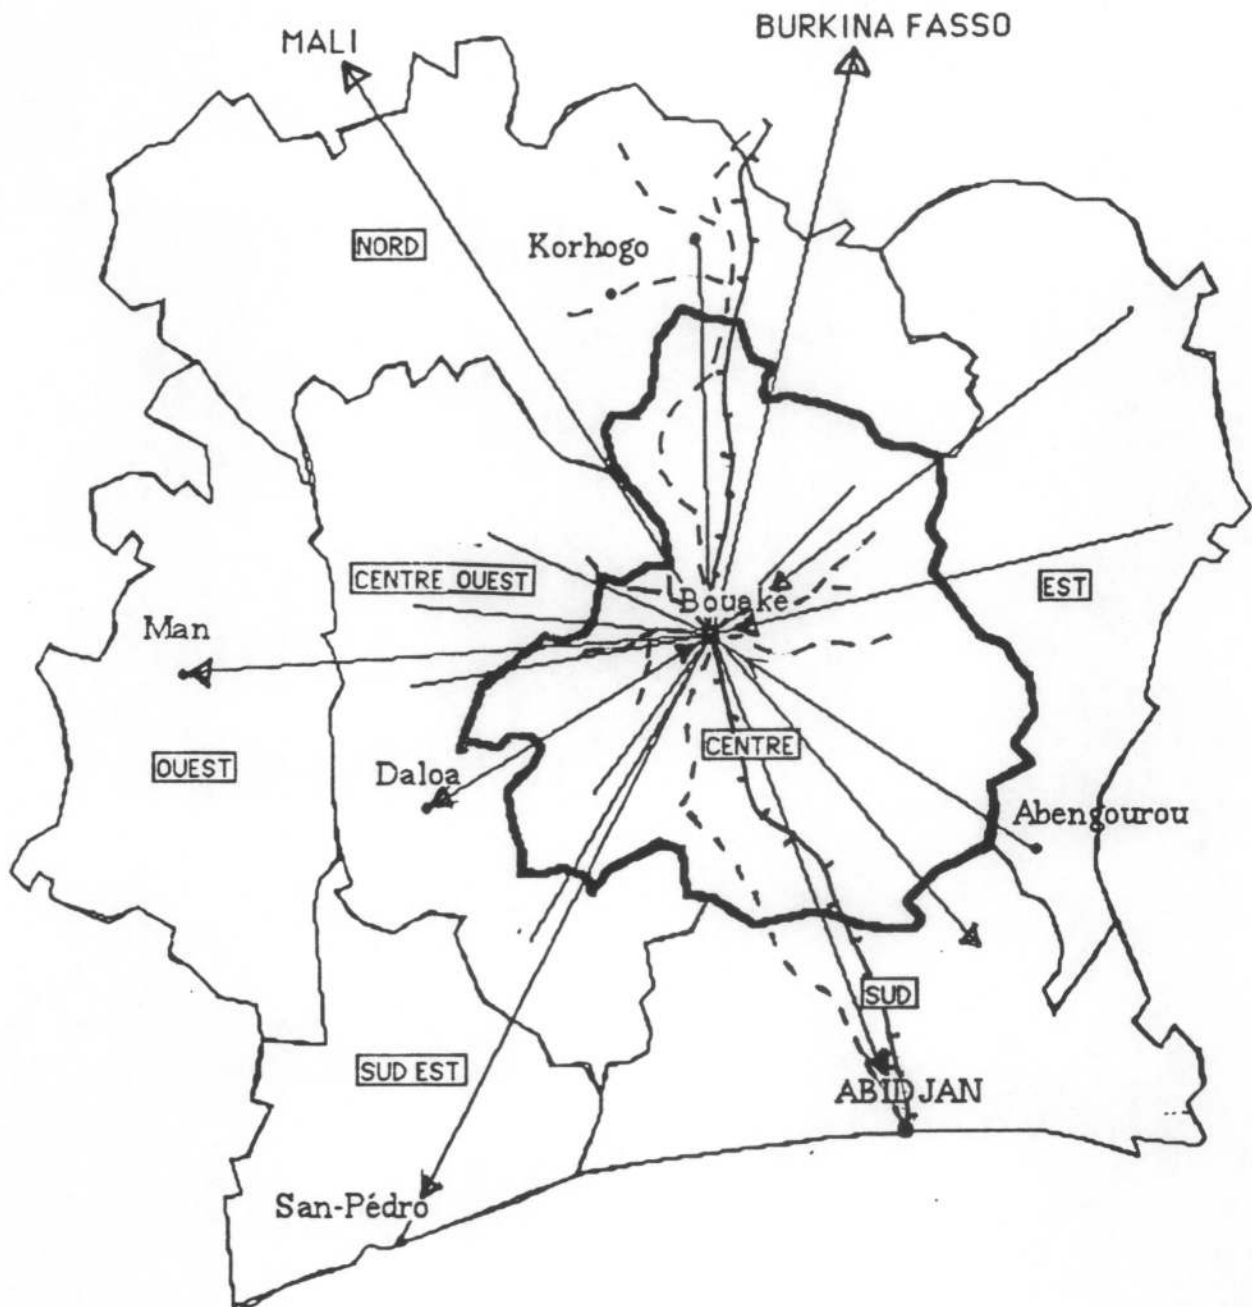 MALI
BURKINA FASSO
NORD
Korhogo
CENTRE OUEST
Bouake
EST
Man
OUEST
Daloa
CENTRE
Abengourou
SUD
SUD EST
ABIDJAN
San-Pédro